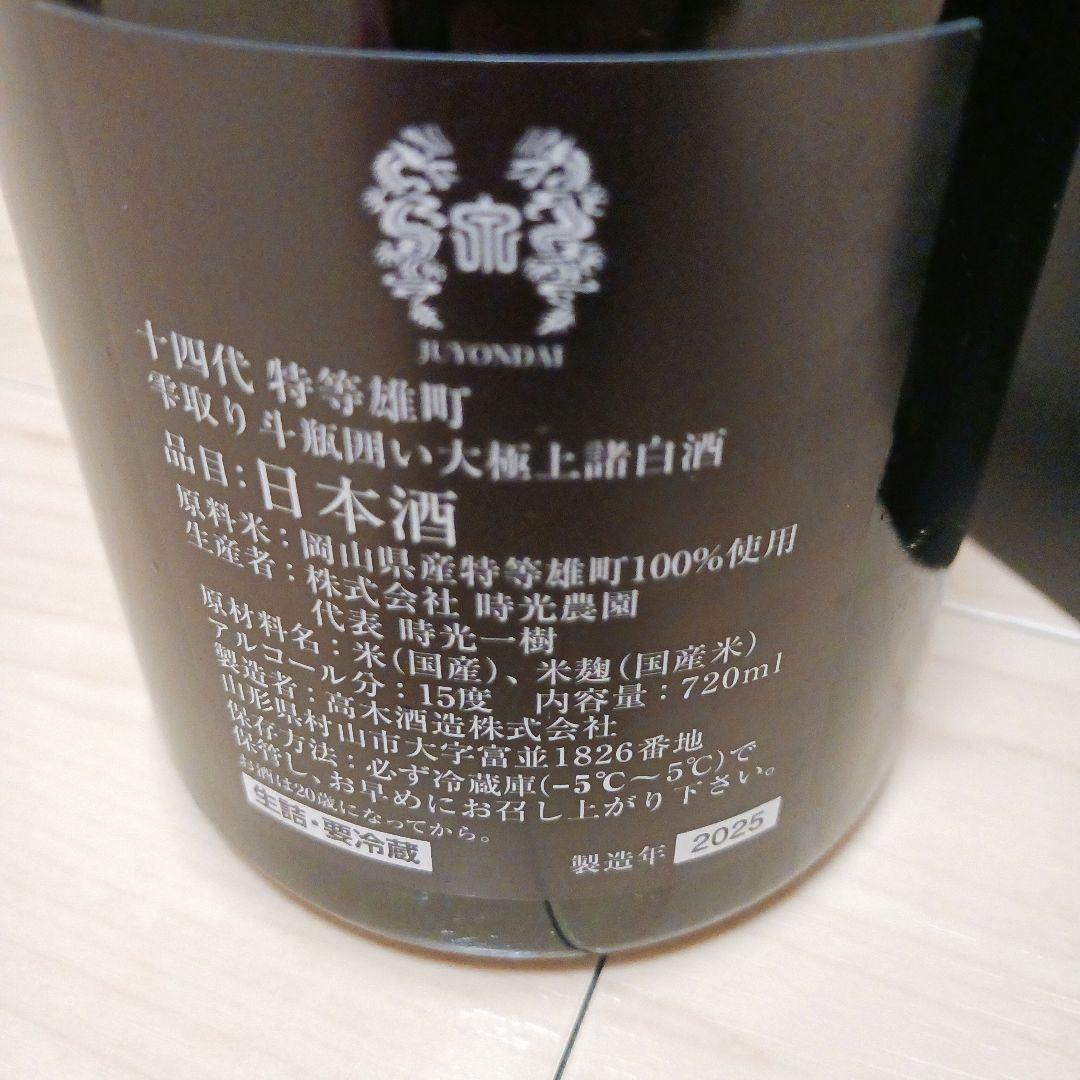 JUYONDAI
十四代 特等雄町
雫取り 斗瓶囲い大極上諸白酒
品目:日本酒
原料米:岡山県産特等雄町100%使用
生産者:株式会社 時光農園
代表 時光一樹
原材料名:米(国産)、米麹(国産米)
アルコール分:15度 内容量:720ml
製造者:高木酒造株式会社
山形県村山市大字富並1826番地
保存方法:必ず冷蔵庫(-5℃～5℃)で
保管し、お早めにお召し上がり下さい。
お酒は20歳になってから。
生詰・要冷蔵
製造年 2025